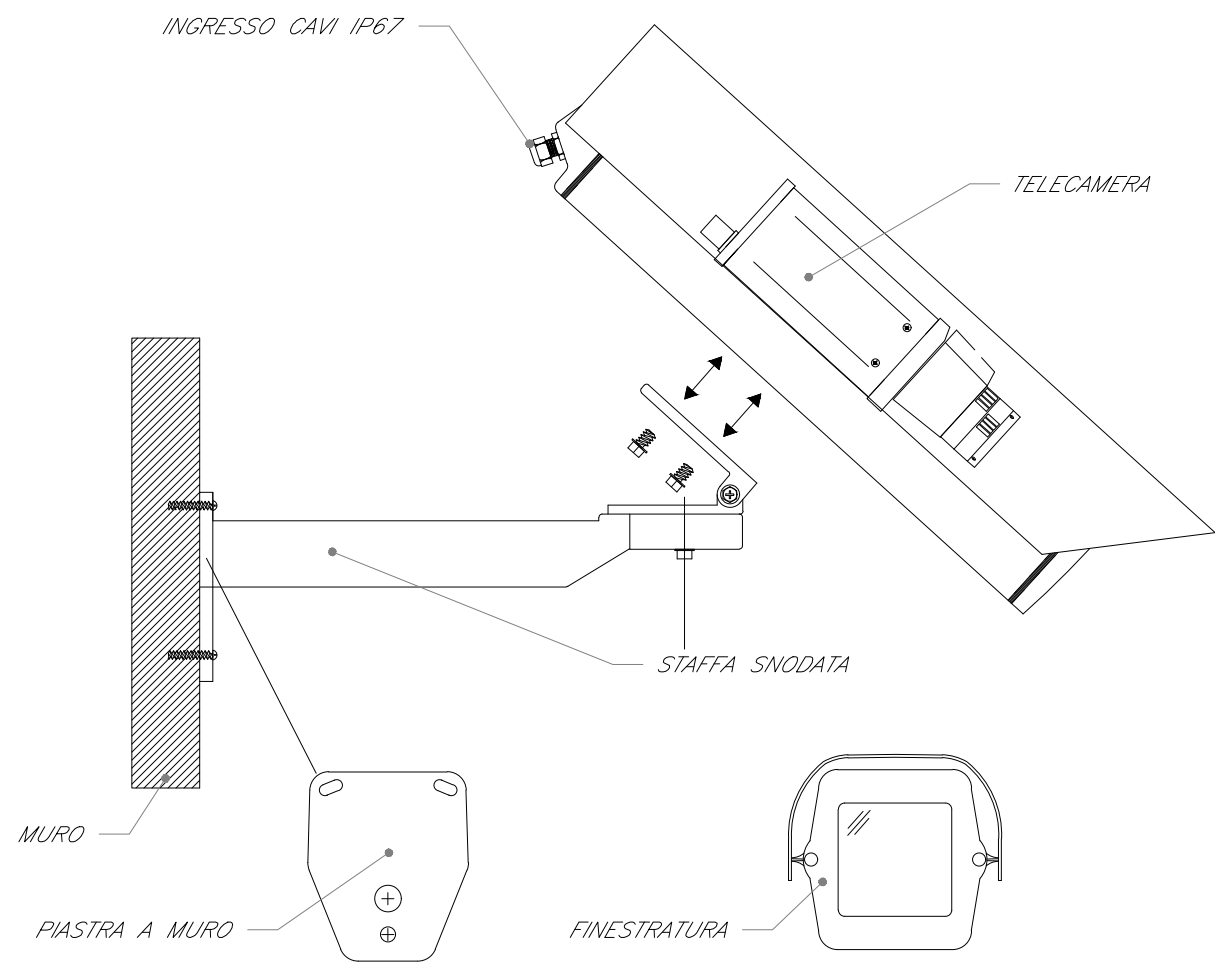 INGRESSO CAVI IP67
TELECAMERA
STAFFA SNODATA
MURO
PIASTRA A MURO
FINESTRATURA